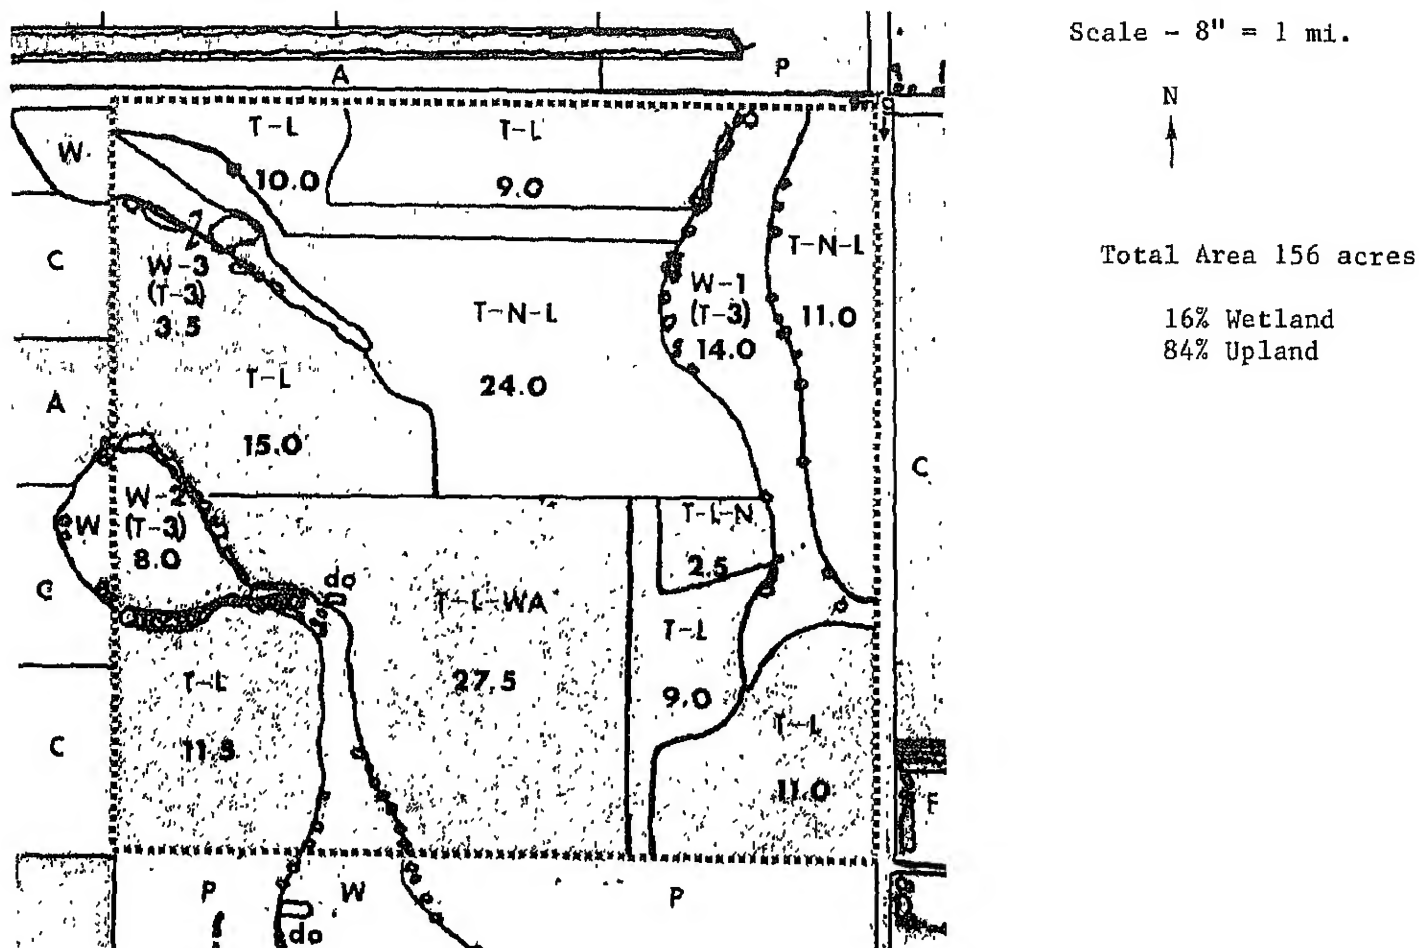 Scale - 8" = 1 mi.
N
Total Area 156 acres
16% Wetland
84% Upland
A
P
W
T-L
10.0
T-L
9.0
T-N-L
11.0
C
W-3
(T-3)
3.5
W-1
(T-3)
14.0
T-N-L
24.0
T-L
15.0
A
C
W-2
(T-3)
8.0
W
T-L-N
2.5
C
do
T-L-WA
27.5
T-L
9.0
T-L
11.5
T-L
11.0
C
P
W
P
do